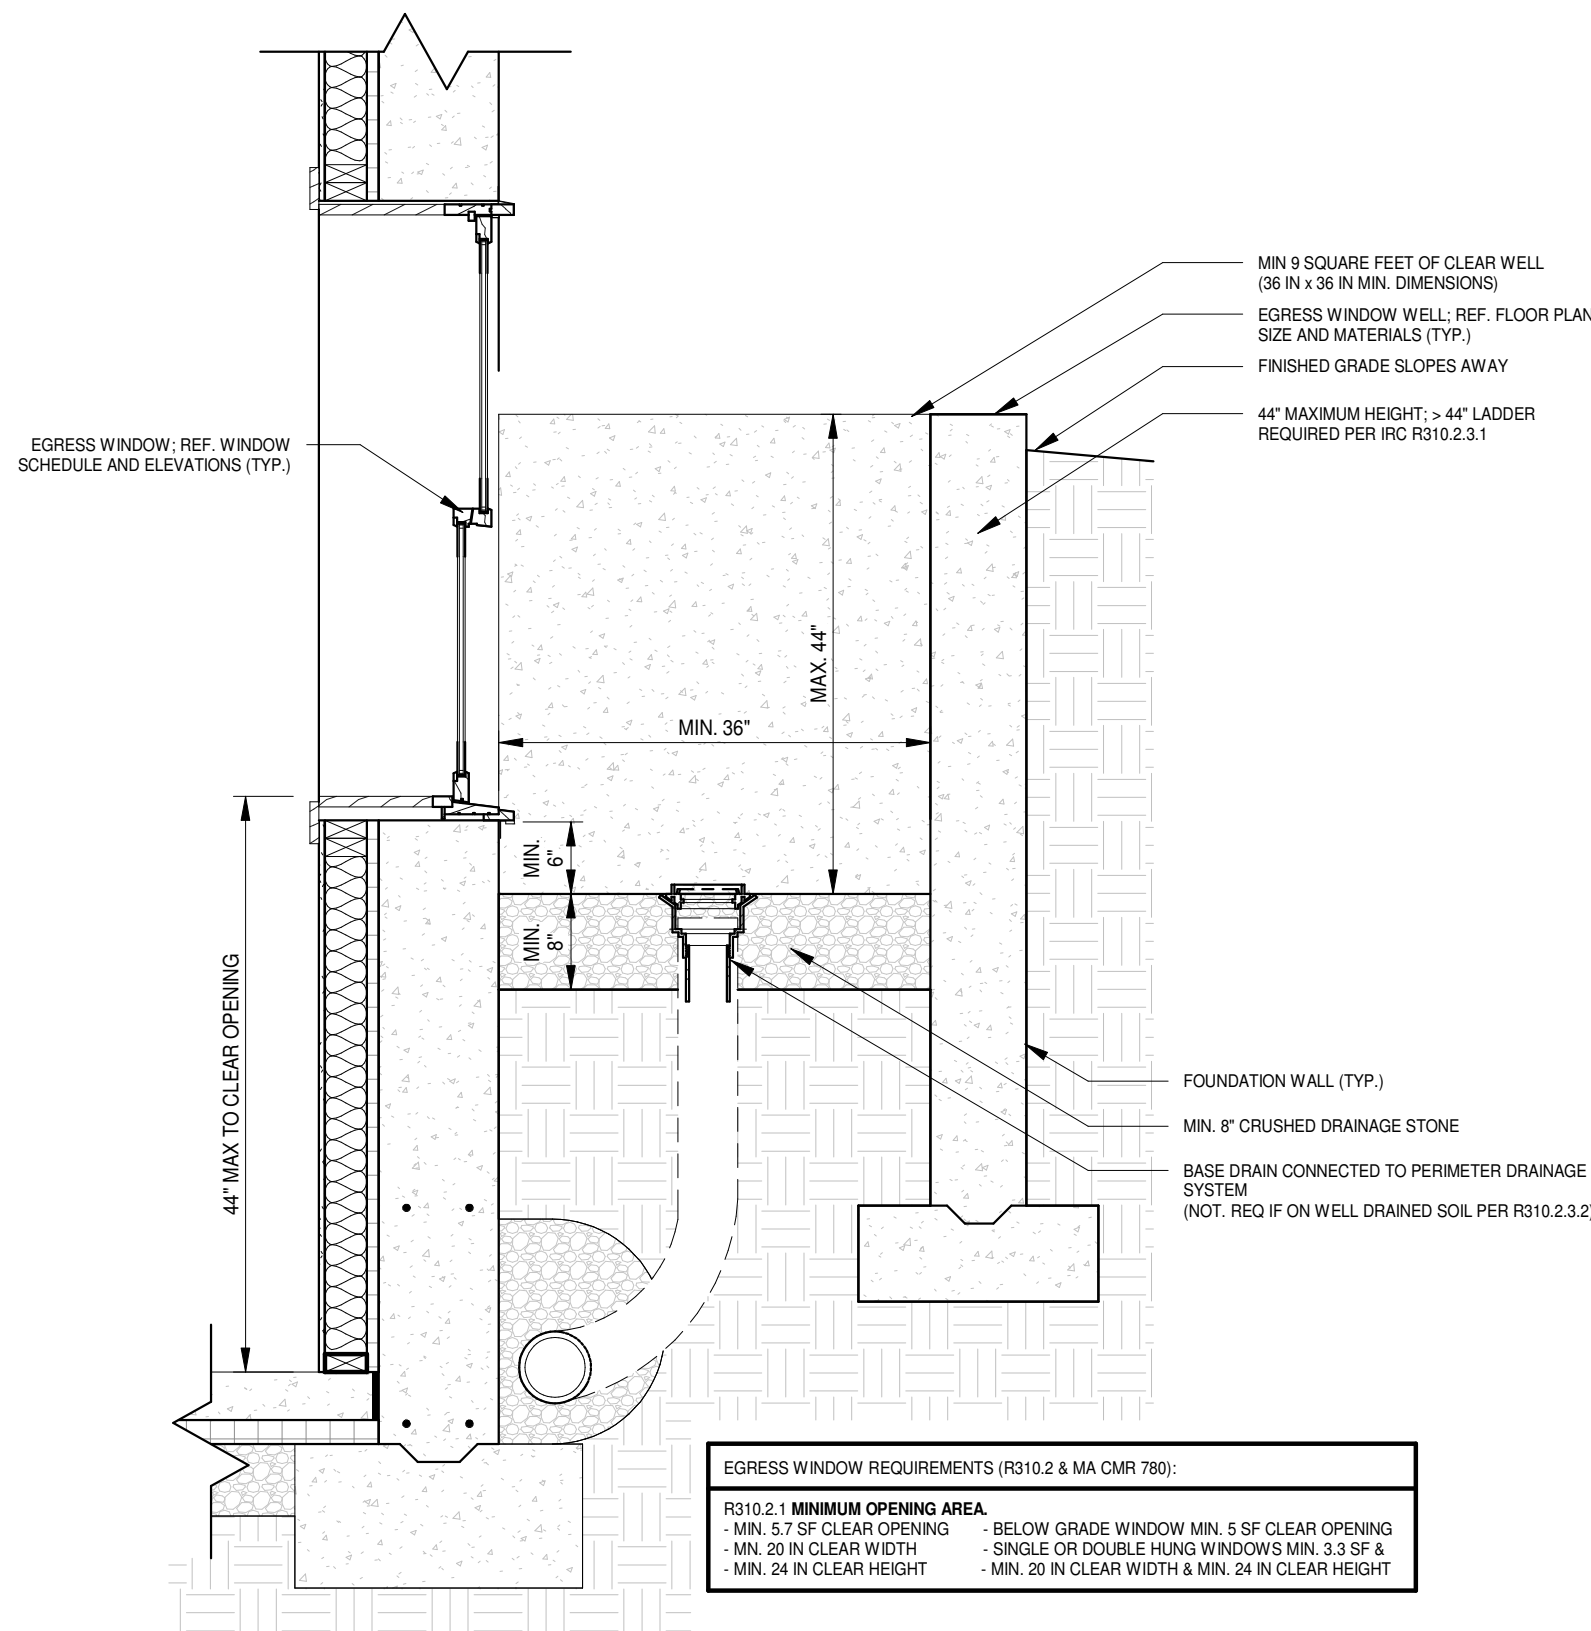 MIN 9 SQUARE FEET OF CLEAR WELL
(36 IN x 36 IN MIN. DIMENSIONS)
EGRESS WINDOW WELL; REF. FLOOR PLAN
SIZE AND MATERIALS (TYP.)
FINISHED GRADE SLOPES AWAY
44" MAXIMUM HEIGHT; > 44" LADDER
REQUIRED PER IRC R310.2.3.1
EGRESS WINDOW; REF. WINDOW
SCHEDULE AND ELEVATIONS (TYP.)
MAX. 44"
MIN. 36"
MIN.
6"
MIN.
8"
44" MAX TO CLEAR OPENING
FOUNDATION WALL (TYP.)
MIN. 8" CRUSHED DRAINAGE STONE
BASE DRAIN CONNECTED TO PERIMETER DRAINAGE
SYSTEM
(NOT. REQ IF ON WELL DRAINED SOIL PER R310.2.3.2)
EGRESS WINDOW REQUIREMENTS (R310.2 & MA CMR 780):
R310.2.1 MINIMUM OPENING AREA.
- MIN. 5.7 SF CLEAR OPENING
- MN. 20 IN CLEAR WIDTH
- MIN. 24 IN CLEAR HEIGHT
- BELOW GRADE WINDOW MIN. 5 SF CLEAR OPENING
- SINGLE OR DOUBLE HUNG WINDOWS MIN. 3.3 SF &
- MIN. 20 IN CLEAR WIDTH & MIN. 24 IN CLEAR HEIGHT